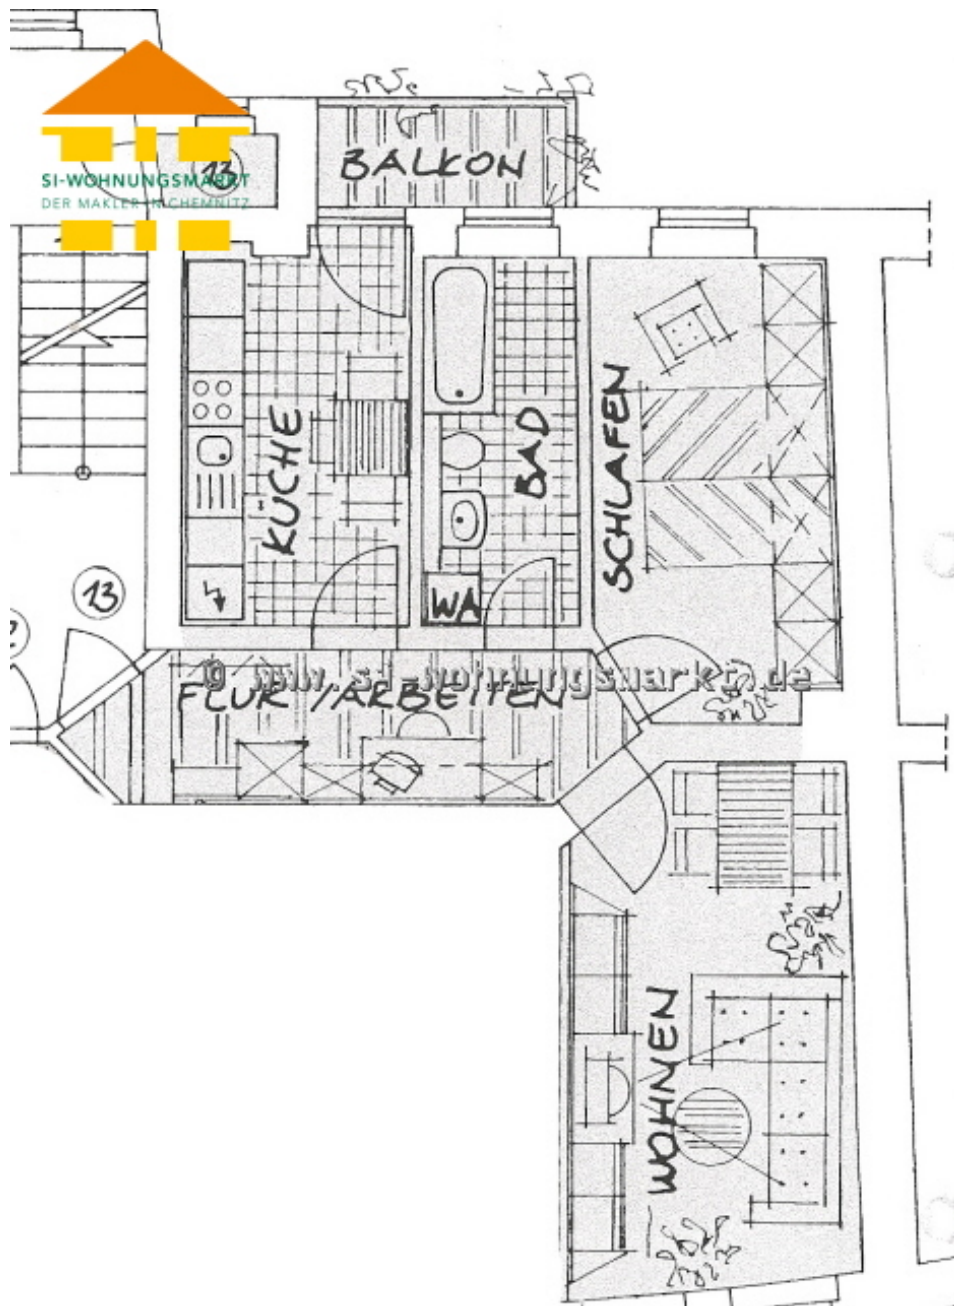 BALKON
13
SI-WOHNUNGSMARKT
DER MAKLER IN CHEMNITZ
KÜCHE
BAD
SCHLAFEN
WA
13
© www.si-wohnungsmarkt.de
FLUR/ARBEITEN
WOHNEN